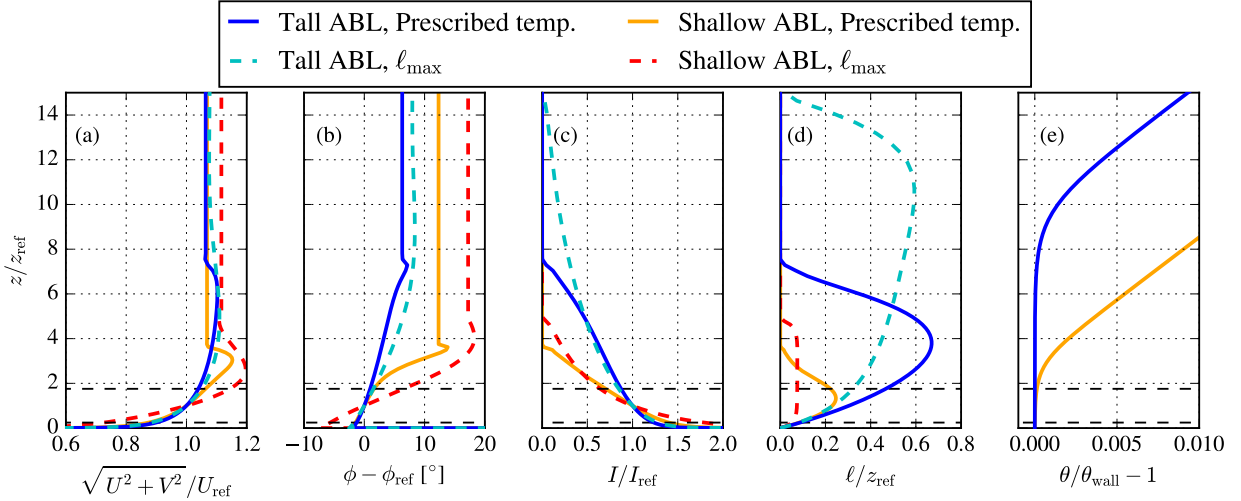 Tall ABL, Prescribed temp.
Shallow ABL, Prescribed temp.
Tall ABL, ℓmax
Shallow ABL, ℓmax
(a)
(b)
(c)
(d)
(e)
z/zref
14
12
10
8
6
4
2
0
0.6 0.8 1.0 1.2
−10 0 10 20
0.0 0.5 1.0 1.5 2.0
0.0 0.2 0.4 0.6 0.8
0.000 0.005 0.010
√U² + V²/Uref
ϕ − ϕref [°]
I/Iref
ℓ/zref
θ/θwall − 1